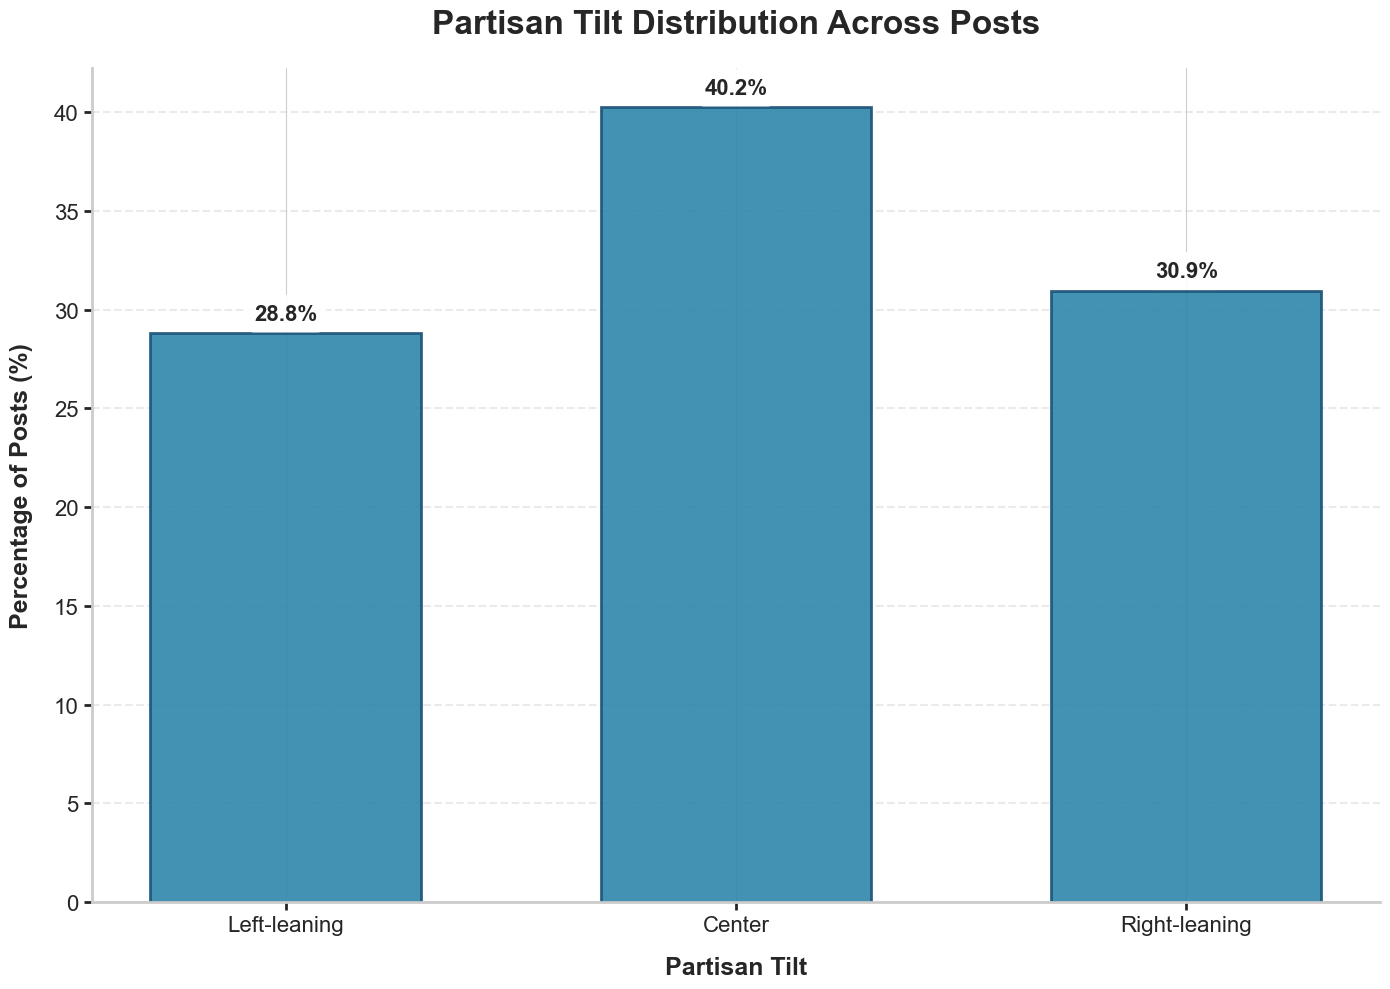 Partisan Tilt Distribution Across Posts
Percentage of Posts (%)
40
35
30
25
20
15
10
5
0
28.8%
40.2%
30.9%
Left-leaning
Center
Right-leaning
Partisan Tilt